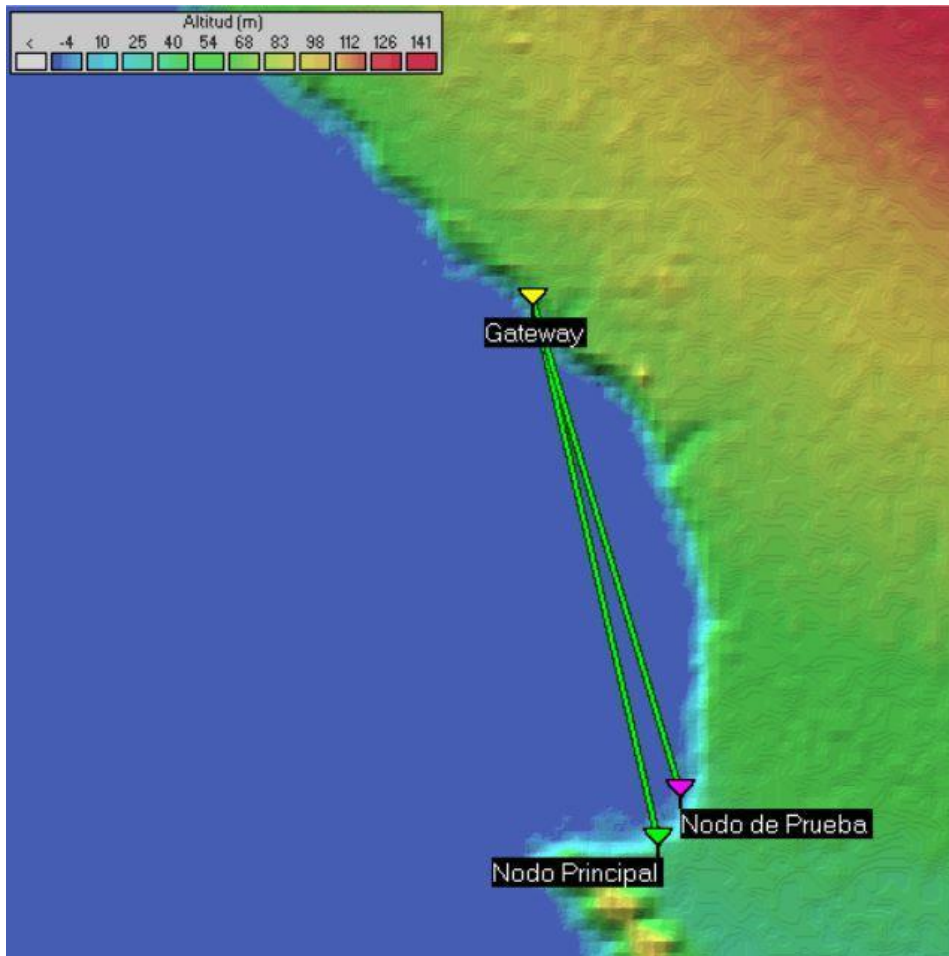 Altitud (m)
< -4 10 25 40 54 68 83 98 112 126 141
Gateway
Nodo de Prueba
Nodo Principal